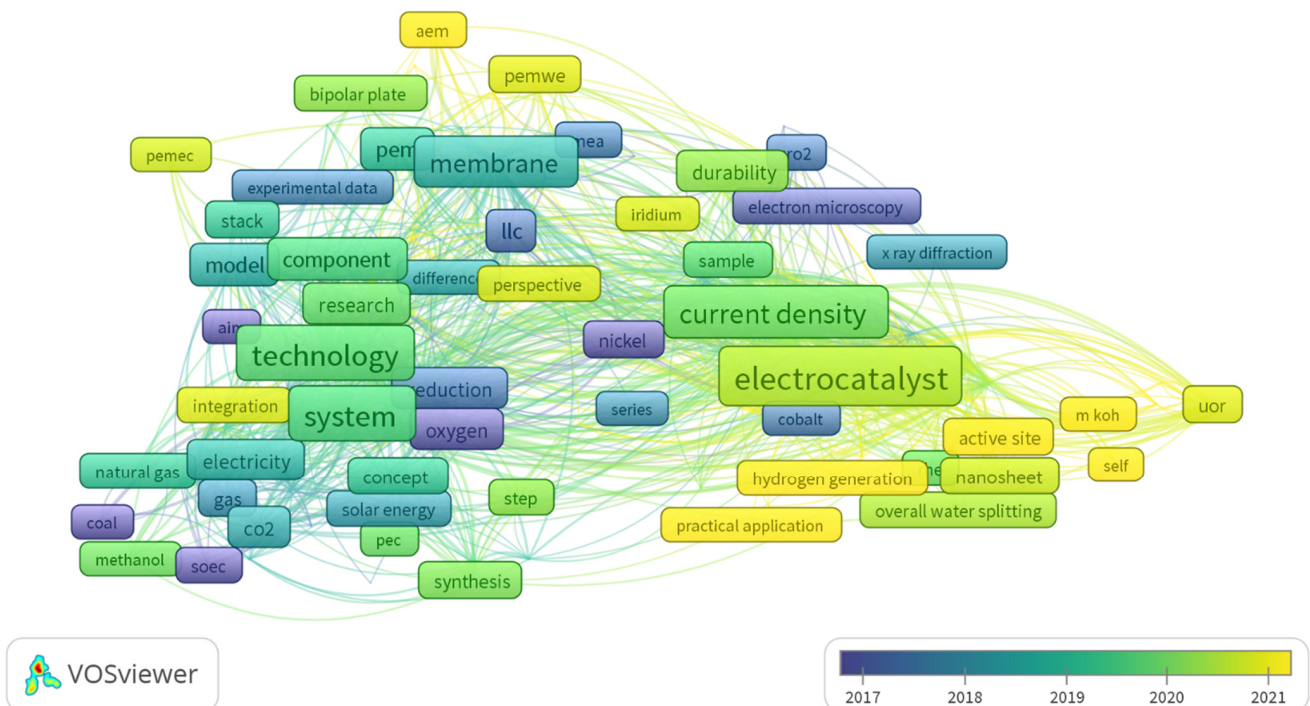 aem
pemwe
bipolar plate
mea
pem
membrane
ro2
pemec
durability
experimental data
electron microscopy
iridium
stack
llc
x ray diffraction
component
sample
model
difference
perspective
research
current density
aim
nickel
technology
electrocatalyst
reduction
integration
system
series
cobalt
uor
m koh
oxygen
active site
electricity
natural gas
self
concept
hydrogen generation
nanosheet
gas
solar energy
step
overall water splitting
coal
co2
practical application
pec
methanol
soec
synthesis
VOSviewer
2017
2018
2019
2020
2021